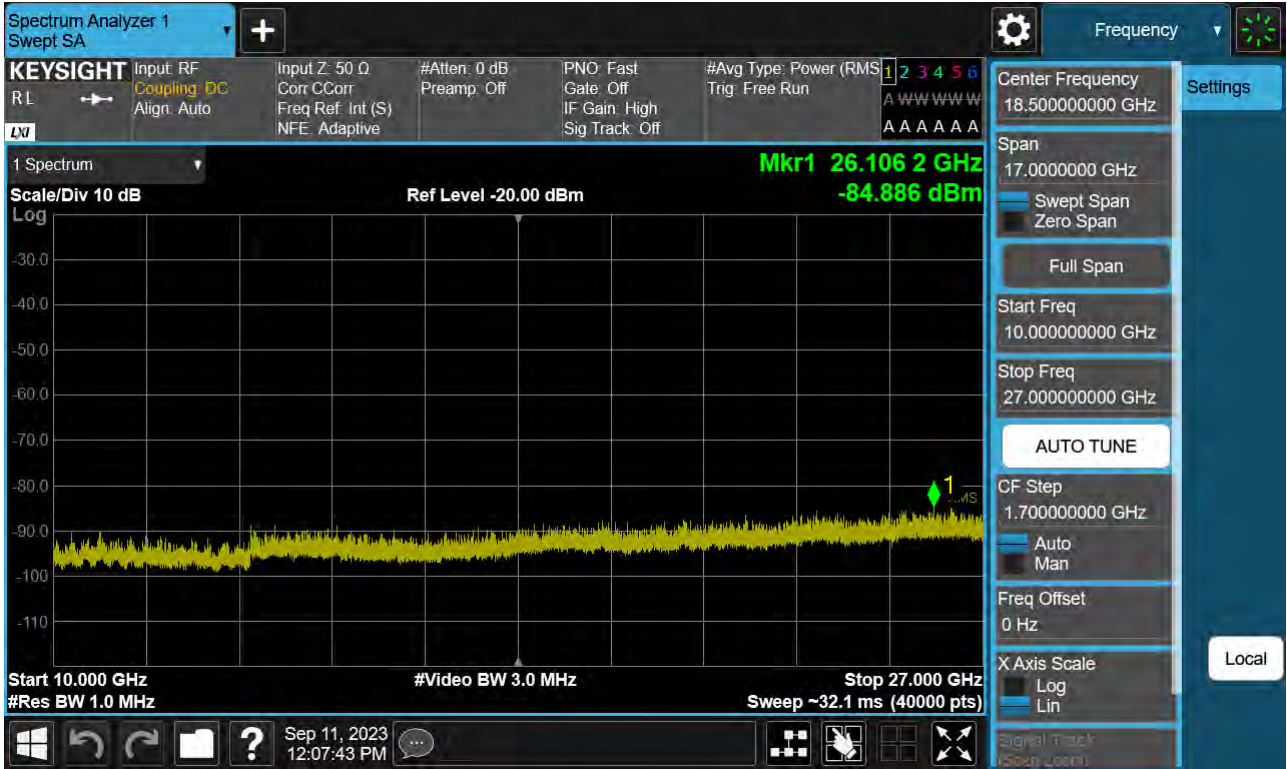 Spectrum Analyzer 1
Swept SA
+
Frequency
KEYSIGHT
R L
LXI
Input: RF
Coupling: DC
Align: Auto
Input Z: 50 Ω
Corr CCorr
Freq Ref: Int (S)
NFE: Adaptive
#Atten: 0 dB
Preamp: Off
PNO: Fast
Gate: Off
IF Gain: High
Sig Track: Off
#Avg Type: Power (RMS
Trig: Free Run
1 2 3 4 5 6
A W W W W W
A A A A A A
1 Spectrum
Scale/Div 10 dB
Ref Level -20.00 dBm
Mkr1 26.106 2 GHz
-84.886 dBm
Log
-30.0
-40.0
-50.0
-60.0
-70.0
-80.0
-90.0
-100
-110
1
Start 10.000 GHz
#Video BW 3.0 MHz
Stop 27.000 GHz
#Res BW 1.0 MHz
Sweep ~32.1 ms (40000 pts)
Center Frequency
18.500000000 GHz
Settings
Span
17.0000000 GHz
Swept Span
Zero Span
Full Span
Start Freq
10.000000000 GHz
Stop Freq
27.000000000 GHz
AUTO TUNE
CF Step
1.700000000 GHz
Auto
Man
Freq Offset
0 Hz
X Axis Scale
Log
Lin
Signal Track
(Span Zoom)
Local
?
Sep 11, 2023
12:07:43 PM